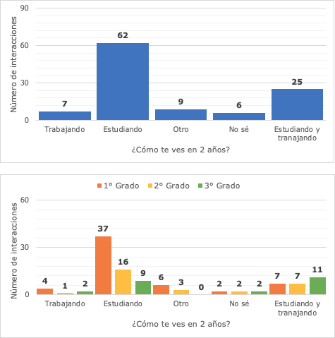 90
60
30
0
Número de interacciones
7
62
9
6
25
Trabajando
Estudiando
Otro
No sé
Estudiando y
tranajando
¿Cómo te ves en 2 años?
1º Grado 2º Grado 3º Grado
60
30
0
Número de interacciones
4 1 2
37 16 9
6 3 0
2 2 2
7 7 11
Trabajando
Estudiando
Otro
No sé
Estudiando y
tranajando
¿Cómo te ves en 2 años?